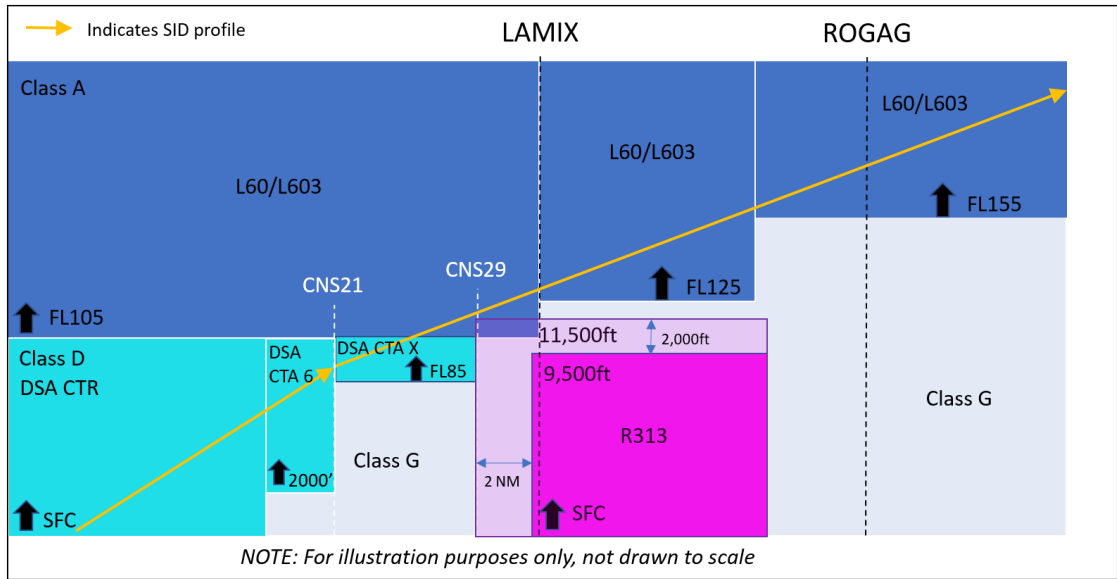 Indicates SID profile
LAMIX
ROGAG
Class A
L60/L603
L60/L603
L60/L603
FL155
CNS29
CNS21
FL125
FL105
11,500ft
2,000ft
Class D
DSA CTR
DSA
CTA 6
DSA CTA X
FL85
9,500ft
Class G
R313
Class G
2 NM
2000’
SFC
SFC
NOTE: For illustration purposes only, not drawn to scale